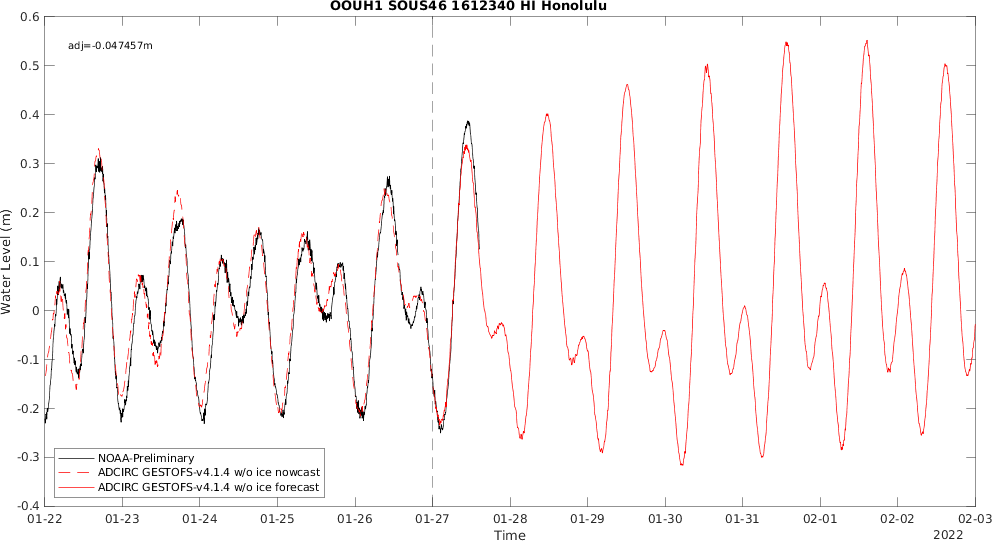 OOUH1 SOUS46 1612340 HI Honolulu
adj=-0.047457m
Water Level (m)
0.6
0.5
0.4
0.3
0.2
0.1
0
-0.1
-0.2
-0.3
-0.4
NOAA-Preliminary
ADCIRC GESTOFS-v4.1.4 w/o ice nowcast
ADCIRC GESTOFS-v4.1.4 w/o ice forecast
01-22 01-23 01-24 01-25 01-26 01-27 01-28 01-29 01-30 01-31 02-01 02-02 02-03
Time
2022